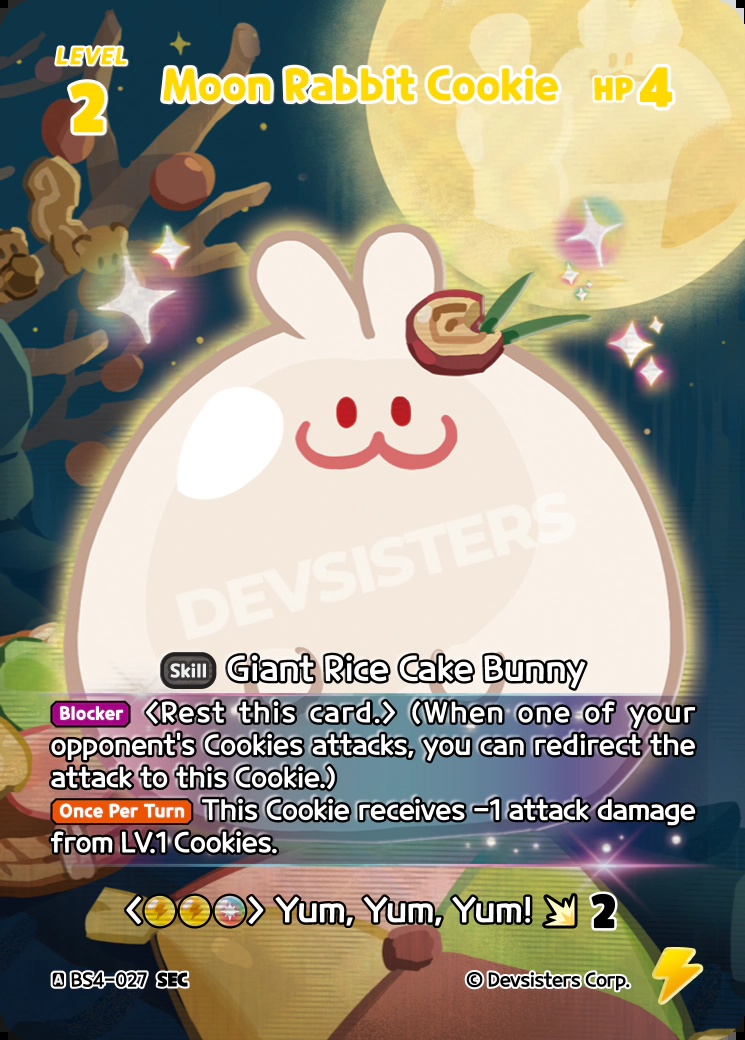 LEVEL
2
Moon Rabbit Cookie
HP 4
DEVSISTERS
Skill Giant Rice Cake Bunny
Blocker <Rest this card.> (When one of your
opponent's Cookies attacks, you can redirect the
attack to this Cookie.)
Once Per Turn This Cookie receives -1 attack damage
from LV.1 Cookies.
< > Yum, Yum, Yum! 2
A BS4-027 SEC
© Devsisters Corp.